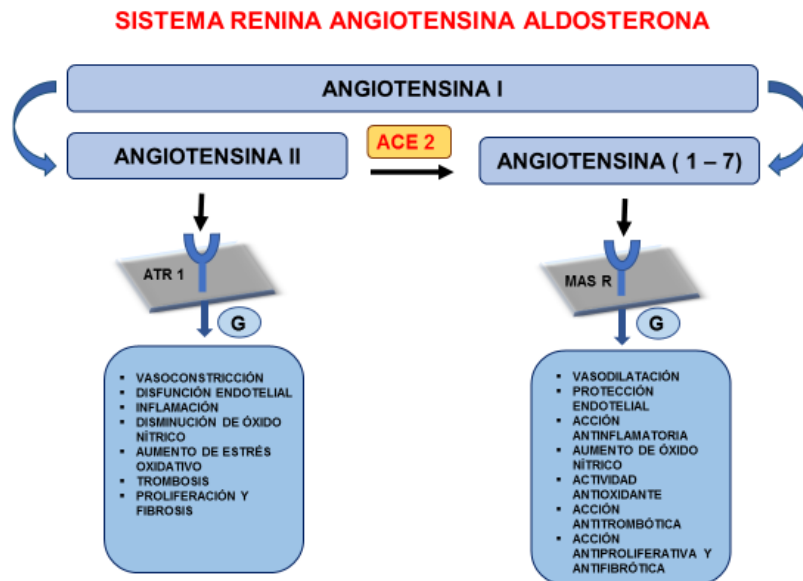 SISTEMA RENINA ANGIOTENSINA ALDOSTERONA
ANGIOTENSINA I
ANGIOTENSINA II
ACE 2
ANGIOTENSINA ( 1 – 7)
ATR 1
MAS R
G
G
▪ VASOCONSTRICCIÓN
▪ DISFUNCIÓN ENDOTELIAL
▪ INFLAMACIÓN
▪ DISMINUCIÓN DE ÓXIDO
NÍTRICO
▪ AUMENTO DE ESTRÉS
OXIDATIVO
▪ TROMBOSIS
▪ PROLIFERACIÓN Y
FIBROSIS
▪ VASODILATACIÓN
▪ PROTECCIÓN
ENDOTELIAL
▪ ACCIÓN
ANTINFLAMATORIA
▪ AUMENTO DE ÓXIDO
NÍTRICO
▪ ACTIVIDAD
ANTIOXIDANTE
▪ ACCIÓN
ANTITROMBÓTICA
▪ ACCIÓN
ANTIPROLIFERATIVA Y
ANTIFIBRÓTICA